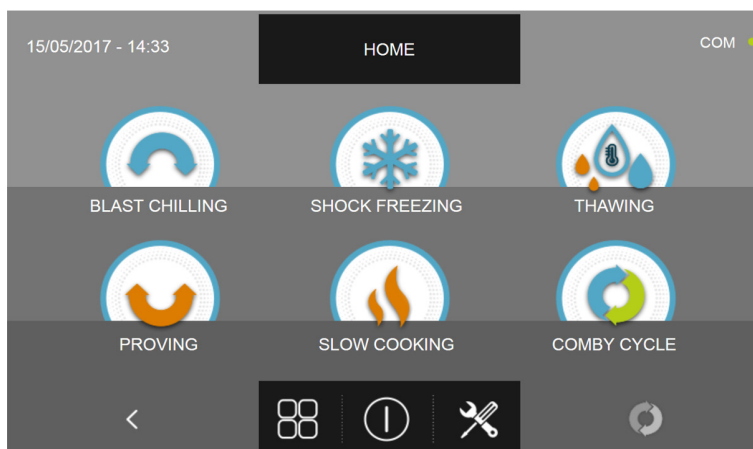 15/05/2017 - 14:33
HOME
COM
BLAST CHILLING
SHOCK FREEZING
THAWING
PROVING
SLOW COOKING
COMBY CYCLE